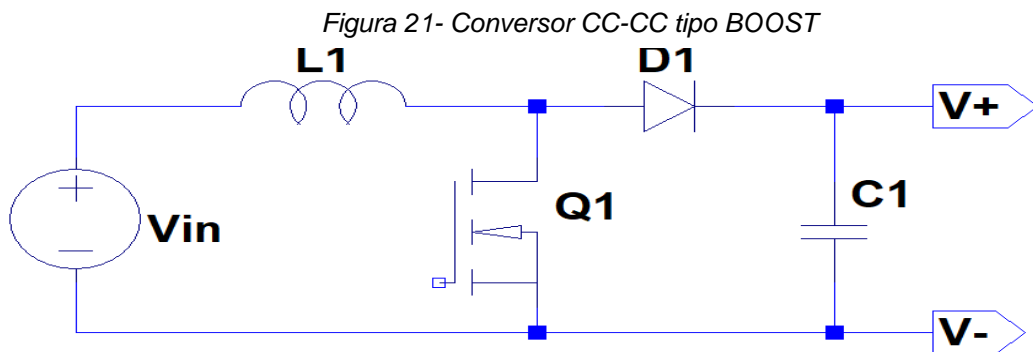 Figura 21- Conversor CC-CC tipo BOOST
L1
D1
V+
Vin
Q1
C1
V-